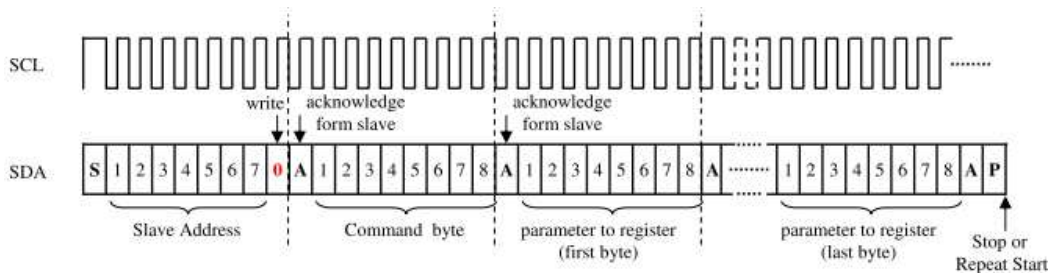 SCL
write
acknowledge
form slave
acknowledge
form slave
SDA
S 1 2 3 4 5 6 7 0 A 1 2 3 4 5 6 7 8 A 1 2 3 4 5 6 7 8 A ........ 1 2 3 4 5 6 7 8 A P
Slave Address
Command byte
parameter to register
(first byte)
parameter to register
(last byte)
Stop or
Repeat Start